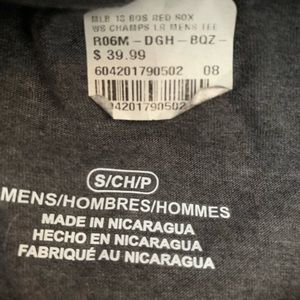 MLB 18 BOS RED SOX
WS CHAMPS LR MENS TEE
R06M-DGH-BQZ-
$ 39.99
604201790502 08
04201790502
S/CH/P
MENS/HOMBRES/HOMMES
MADE IN NICARAGUA
HECHO EN NICARAGUA
FABRIQUÉ AU NICARAGUA